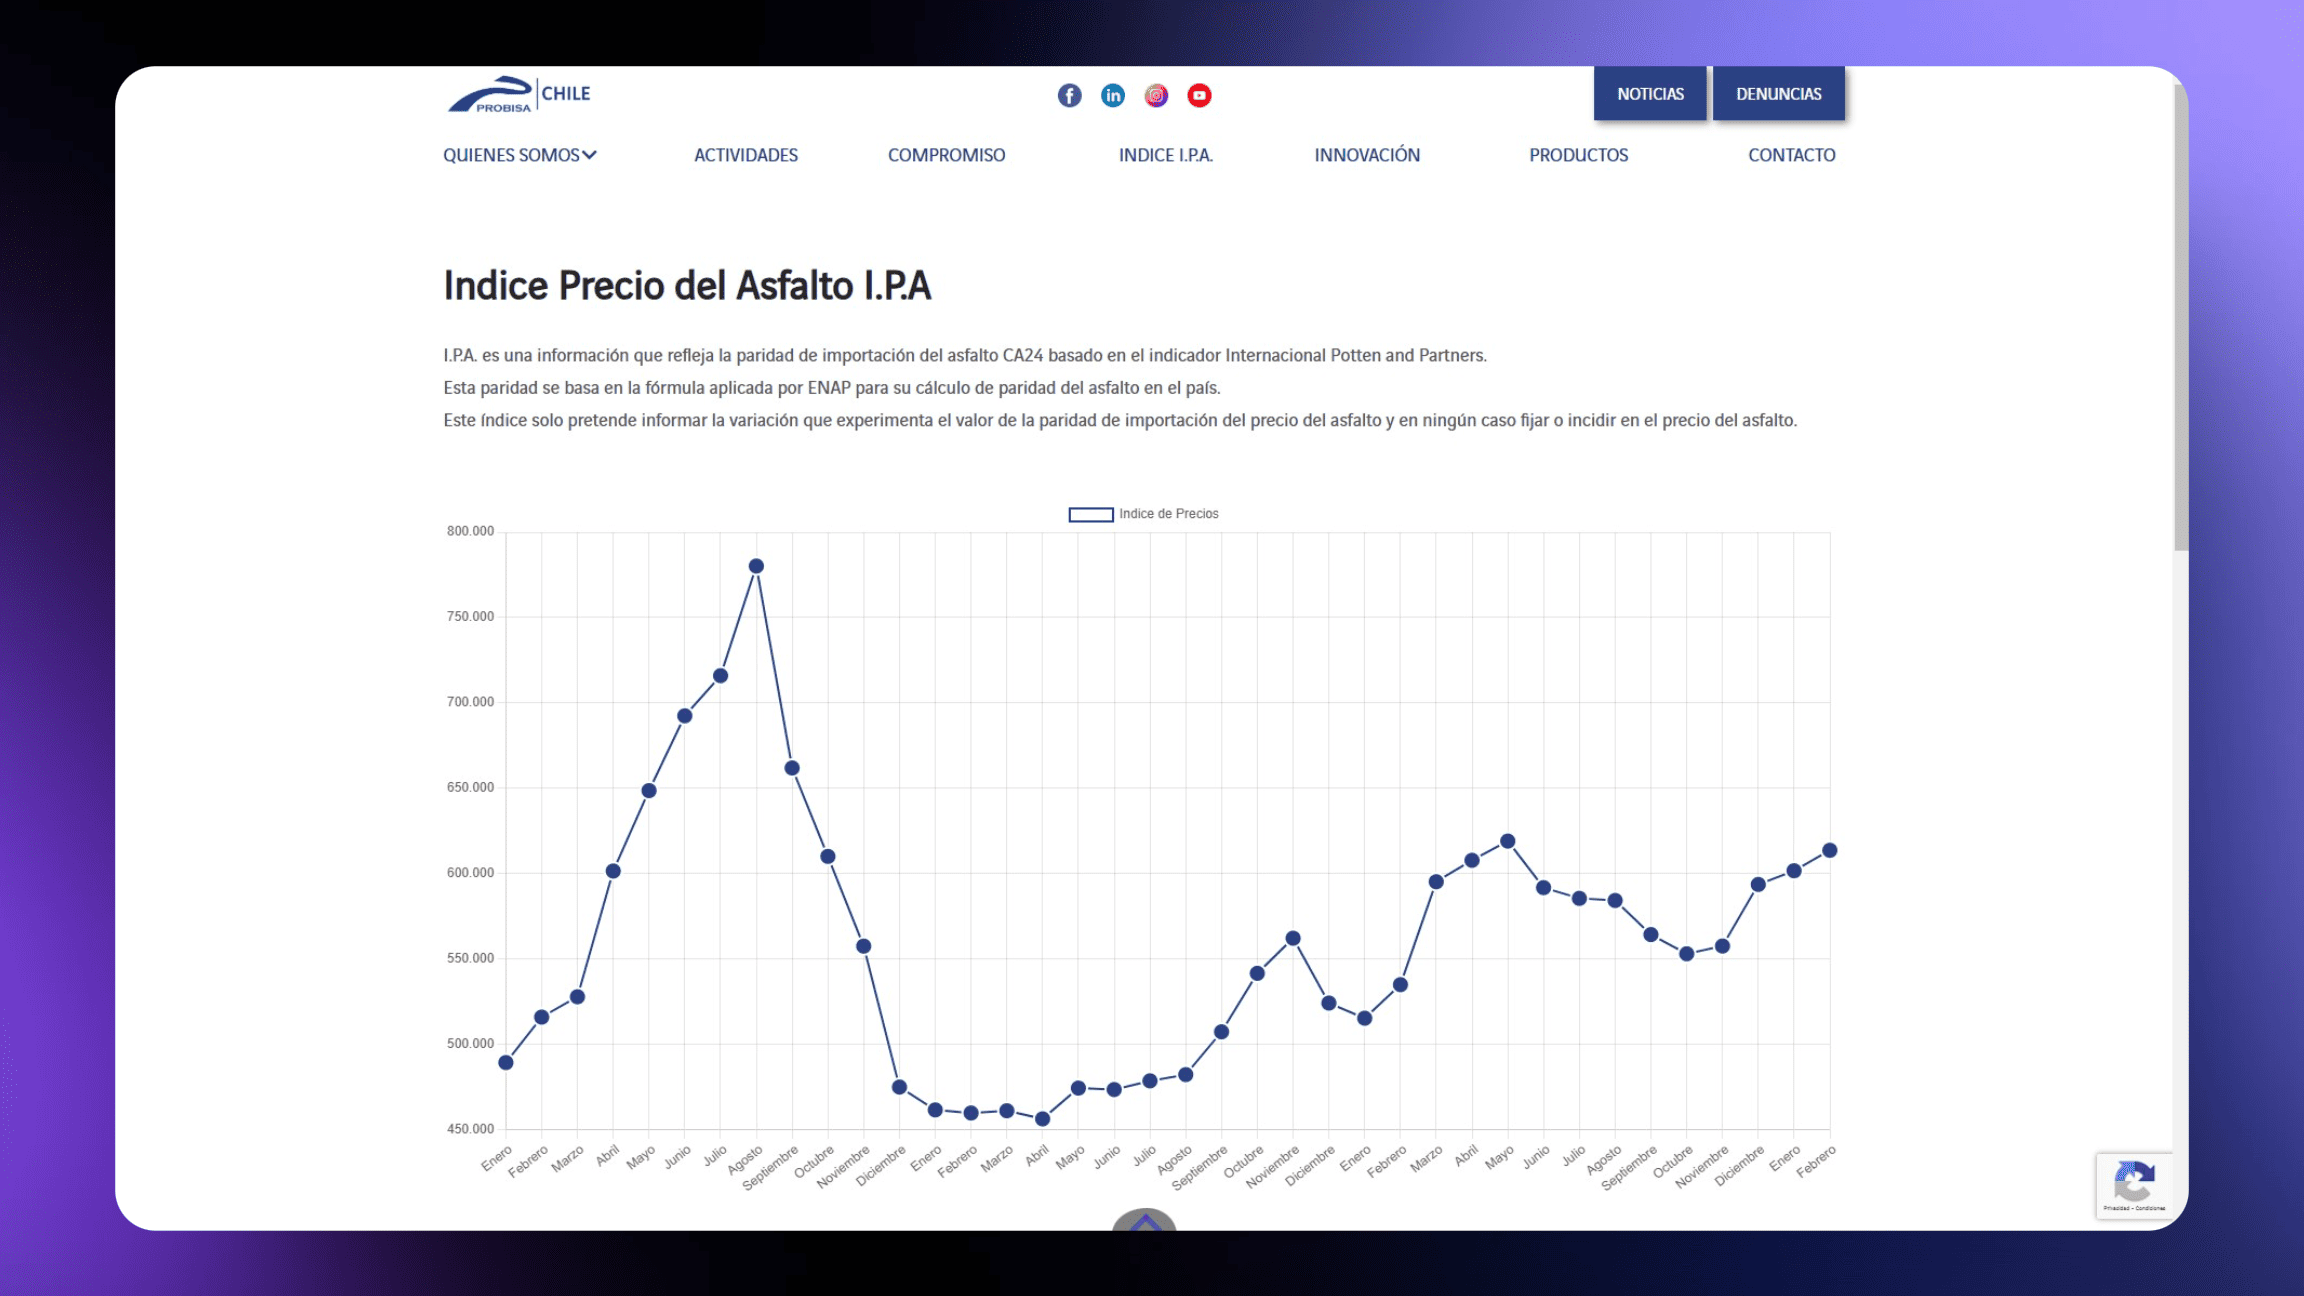 PROBISA CHILE
NOTICIAS DENUNCIAS
QUIENES SOMOS ACTIVIDADES COMPROMISO INDICE I.P.A. INNOVACIÓN PRODUCTOS CONTACTO
Indice Precio del Asfalto I.P.A
I.P.A. es una información que refleja la paridad de importación del asfalto CA24 basado en el indicador Internacional Potten and Partners.
Esta paridad se basa en la fórmula aplicada por ENAP para su cálculo de paridad del asfalto en el país.
Este índice solo pretende informar la variación que experimenta el valor de la paridad de importación del precio del asfalto y en ningún caso fijar o incidir en el precio del asfalto.
Indice de Precios
800.000
750.000
700.000
650.000
600.000
550.000
500.000
450.000
Enero Febrero Marzo Abril Mayo Junio Julio Agosto Septiembre Octubre Noviembre Diciembre Enero Febrero Marzo Abril Mayo Junio Julio Agosto Septiembre Octubre Noviembre Diciembre Enero Febrero Marzo Abril Mayo Junio Julio Agosto Septiembre Octubre Noviembre Diciembre Enero Febrero
Privacidad - Condiciones